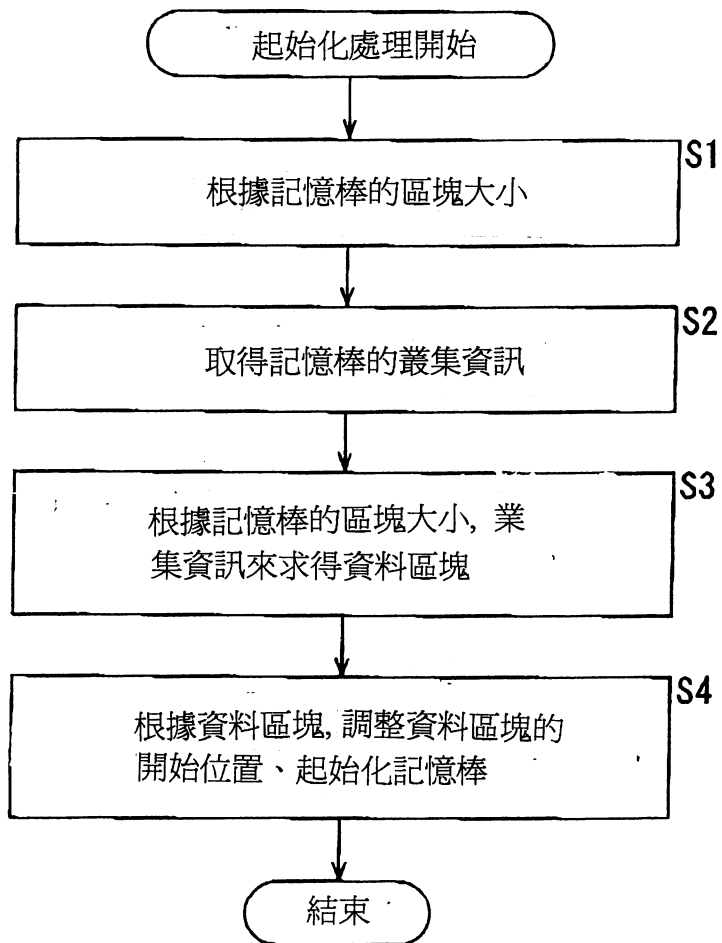 起始化處理開始
S1
根據記憶棒的區塊大小
S2
取得記憶棒的叢集資訊
S3
根據記憶棒的區塊大小, 業
集資訊來求得資料區塊
S4
根據資料區塊, 調整資料區塊的
開始位置、起始化記憶棒
結束